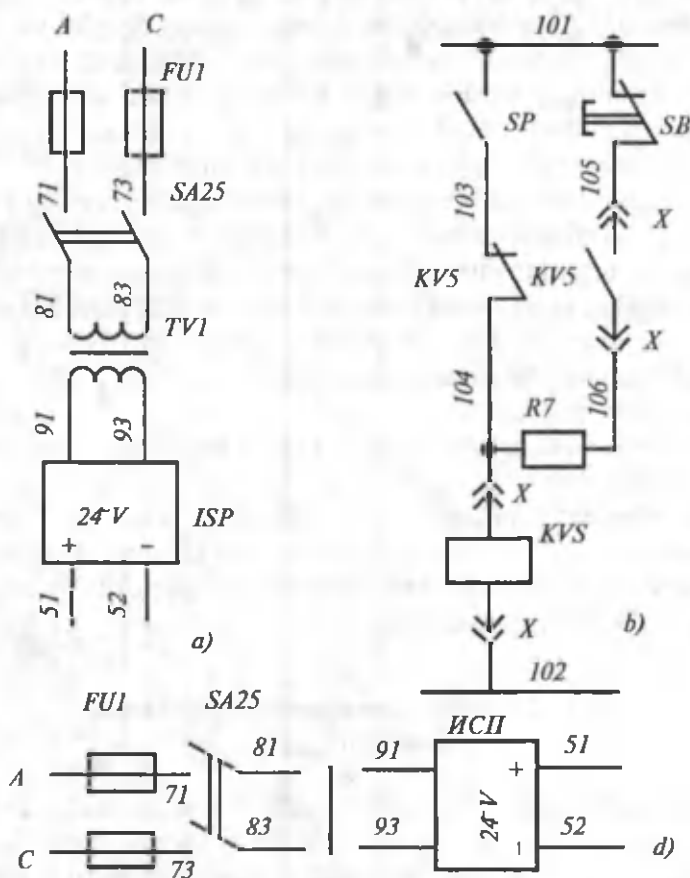 A C
FU1
71 73 SA25
81 83 TV1
91 93
24 V ISP
+ −
51 52
a)
101
SP SB
103 105
X
KV5 KV5
X
104 R7 106
X
KVS
X b)
102
FU1 SA25 ИСП
A 71 81 91 + 51
24 V
C 73 83 93 − 52 d)